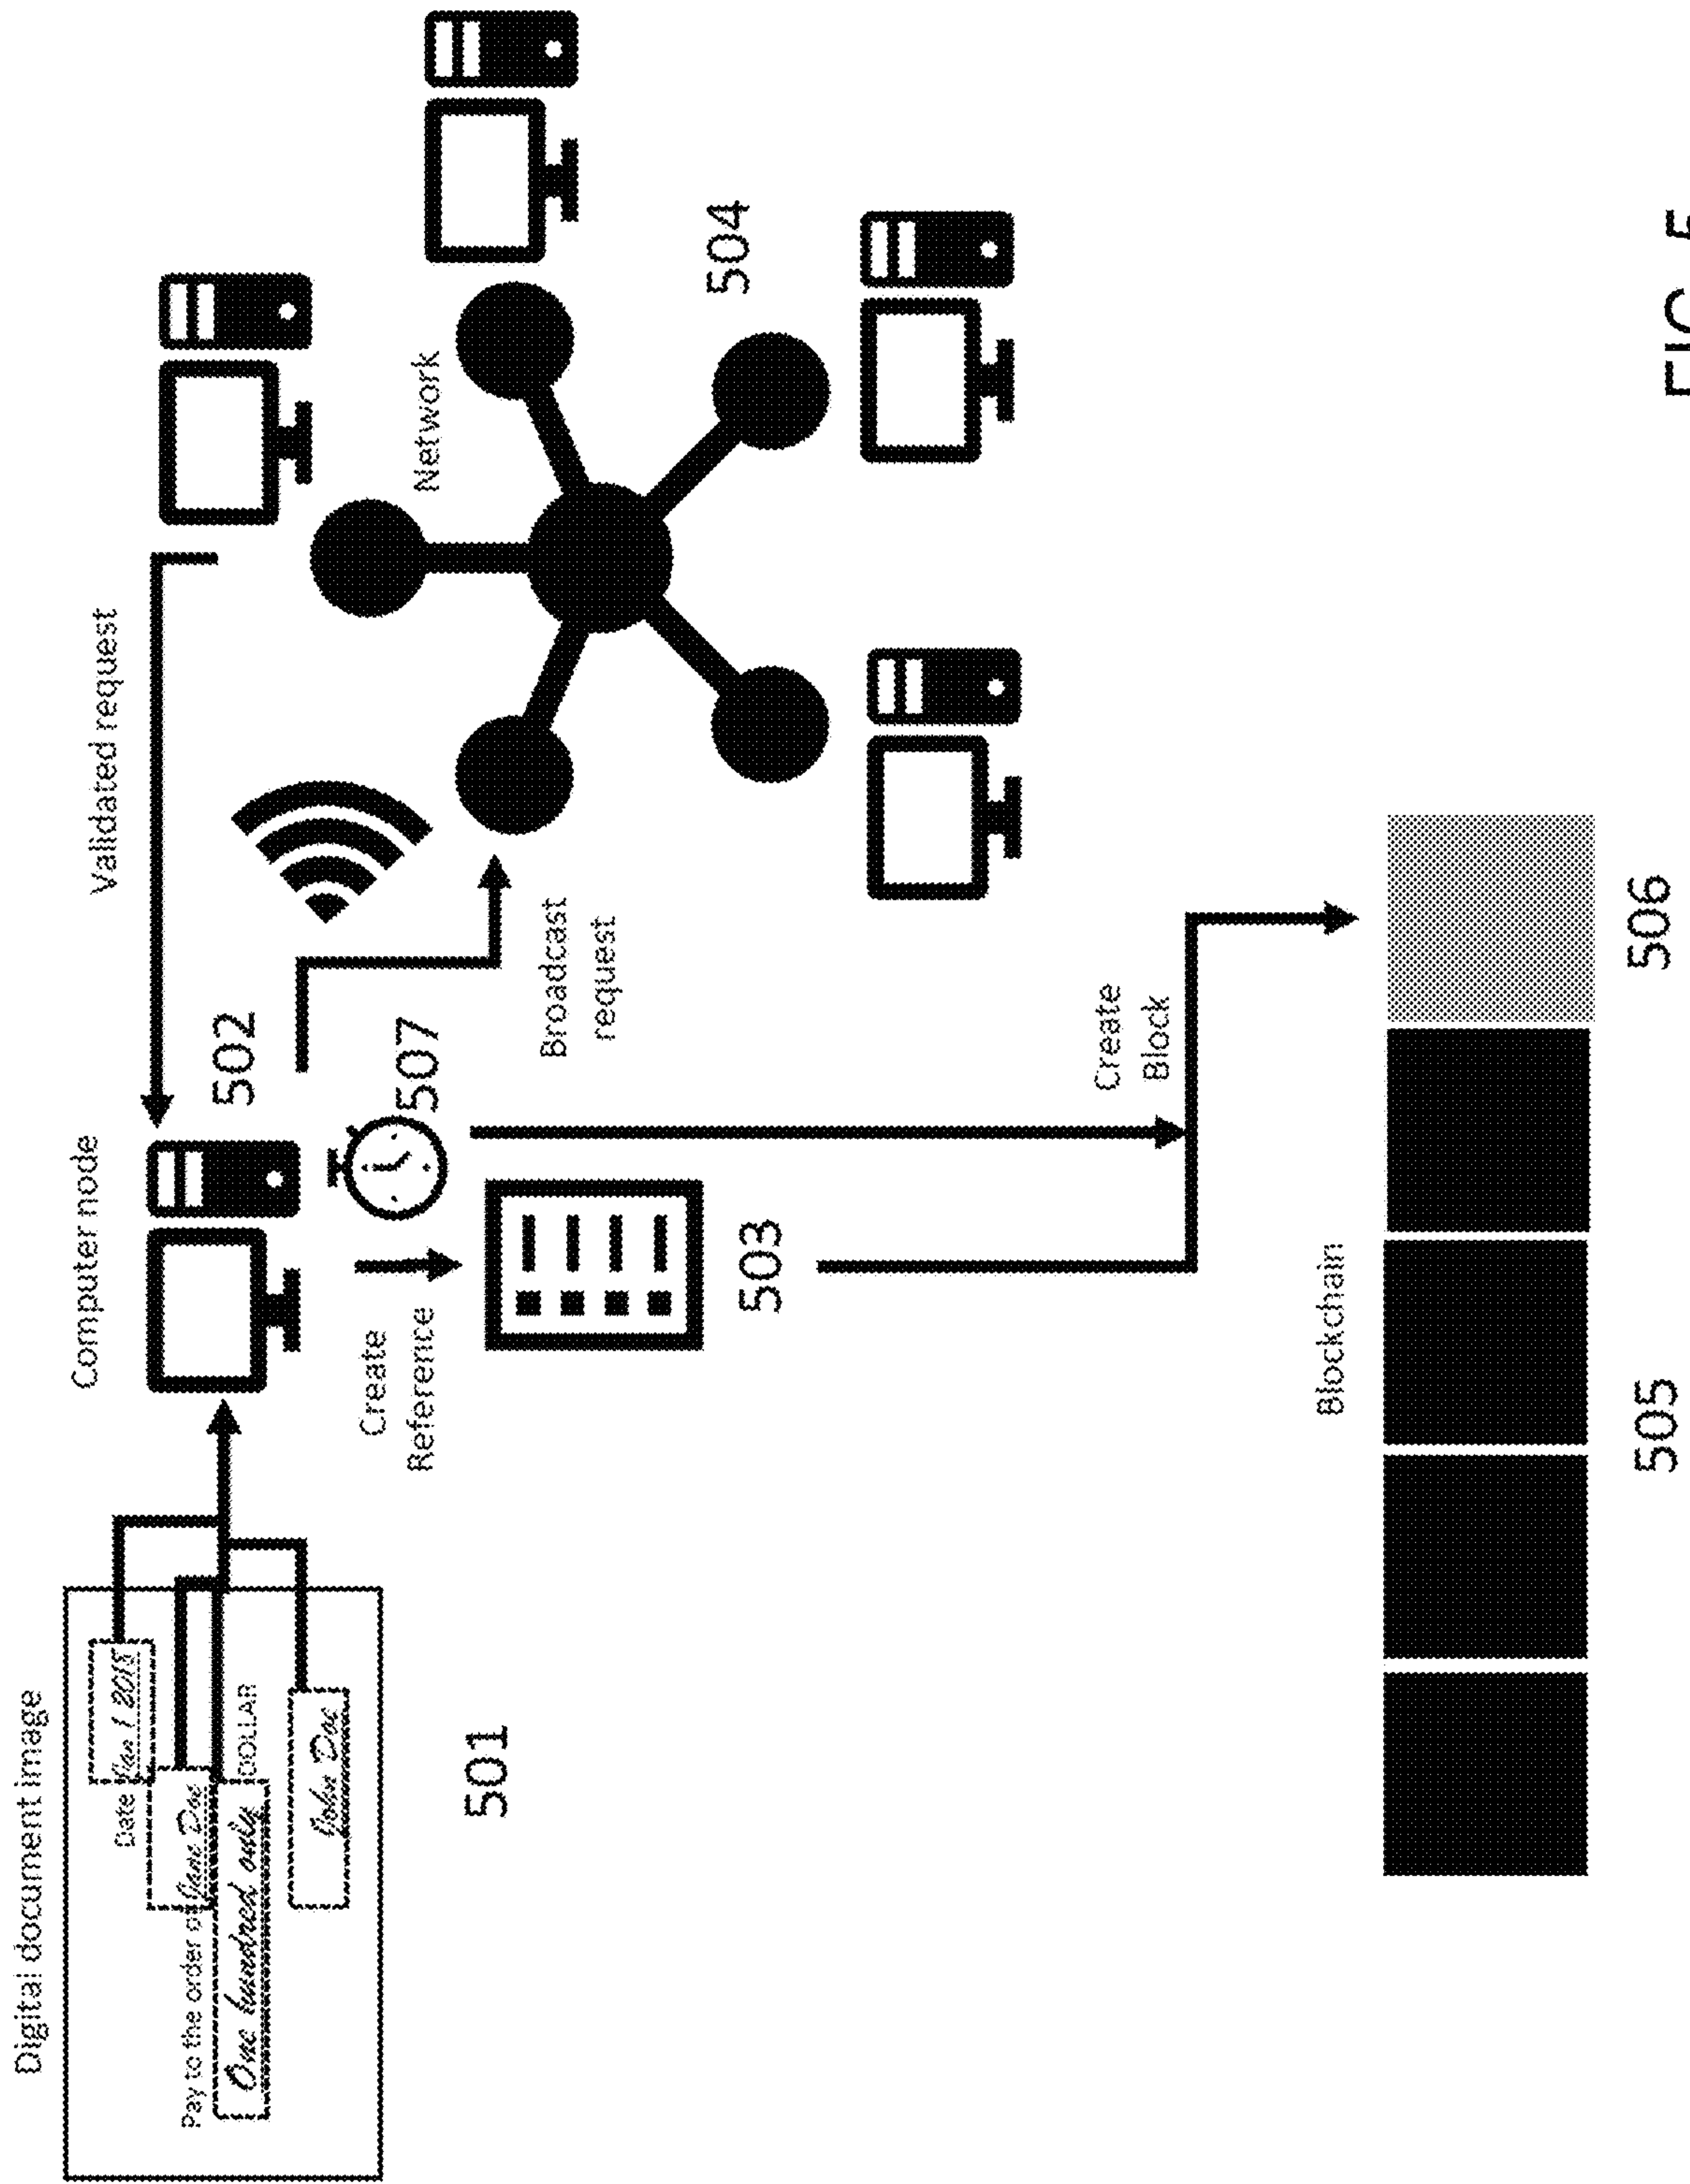 Digital document image
Date Jan 1 2015
Pay to the order of Jane Doe
One hundred only DOLLAR
John Doe
501
Computer node
502
Validated request
Create
Reference
507
503
Broadcast
request
Network
504
Create
Block
Blockchain
505
506
FIG. 5